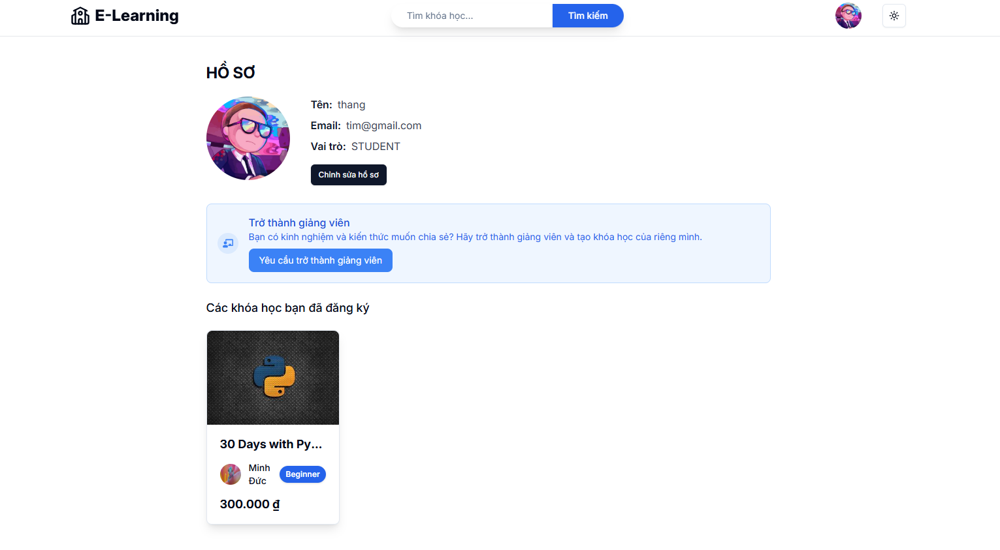 E-Learning
Tìm khóa học...
Tìm kiếm
HỒ SƠ
Tên: thang
Email: tim@gmail.com
Vai trò: STUDENT
Chỉnh sửa hồ sơ
Trở thành giảng viên
Bạn có kinh nghiệm và kiến thức muốn chia sẻ? Hãy trở thành giảng viên và tạo khóa học của riêng mình.
Yêu cầu trở thành giảng viên
Các khóa học bạn đã đăng ký
30 Days with Py...
Minh
Đức
Beginner
300.000 ₫